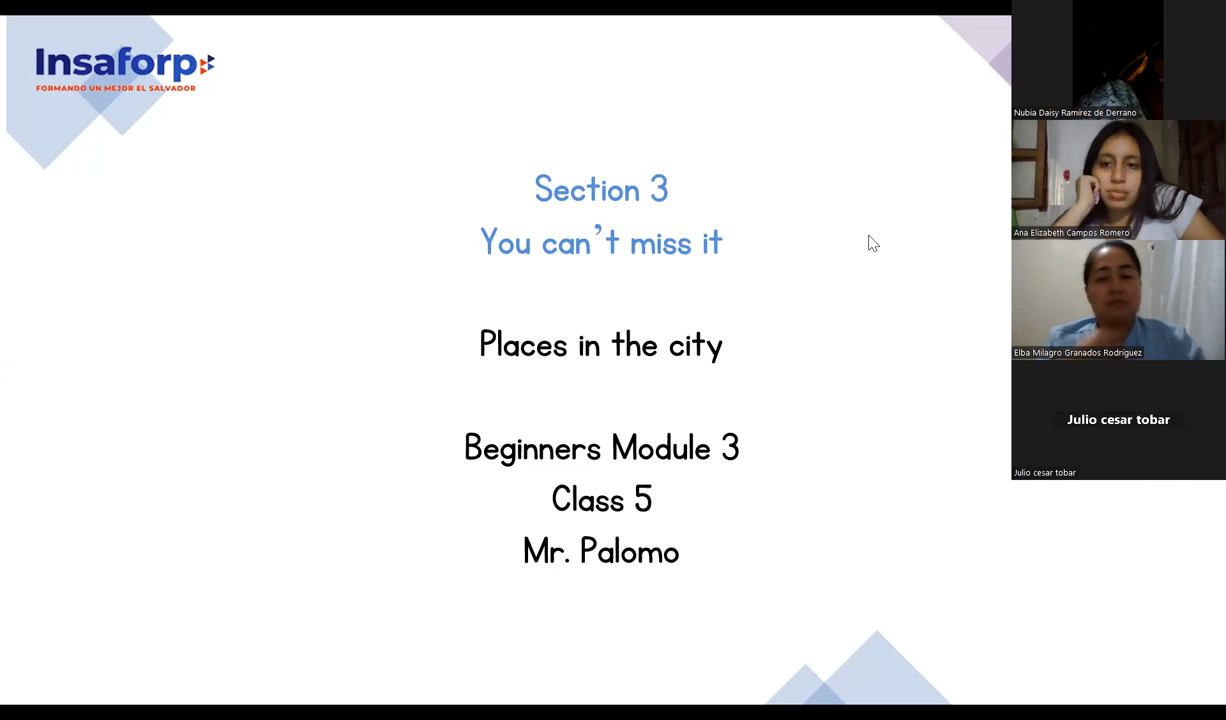 Insaforp
FORMANDO UN MEJOR EL SALVADOR
Section 3
You can't miss it
Places in the city
Beginners Module 3
Class 5
Mr. Palomo
Nubia Daisy Ramírez de Derrano
Ana Elizabeth Campos Romero
Elba Milagro Granados Rodríguez
Julio cesar tobar
Julio cesar tobar